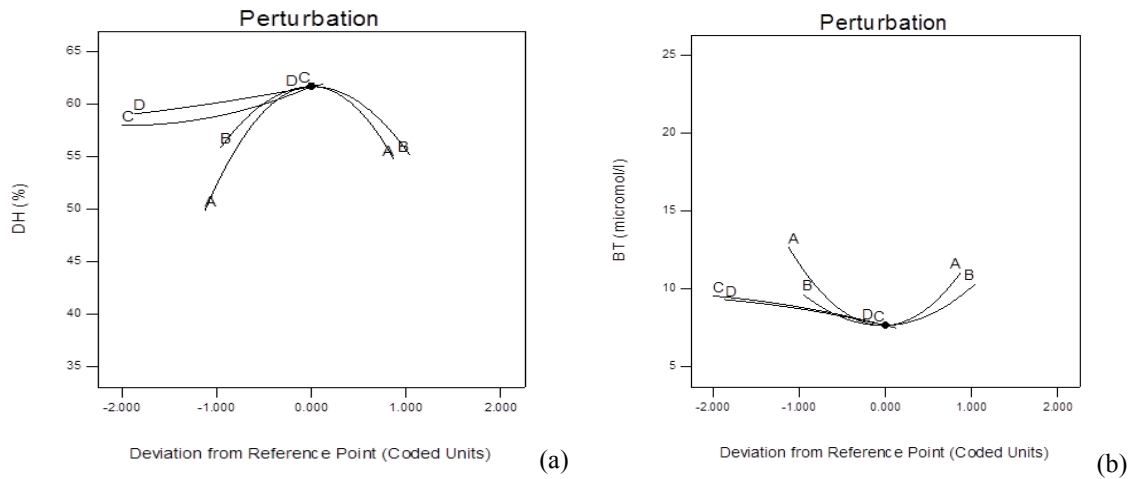 Perturbation
65
60
55
50
45
40
35
DH (%)
D C
D
C
B
A
A B
-2.000 -1.000 0.000 1.000 2.000
Deviation from Reference Point (Coded Units)
(a)
Perturbation
25
20
15
10
5
BT (micromol/l)
A
A
B
B
C D
D C
-2.000 -1.000 0.000 1.000 2.000
Deviation from Reference Point (Coded Units)
(b)